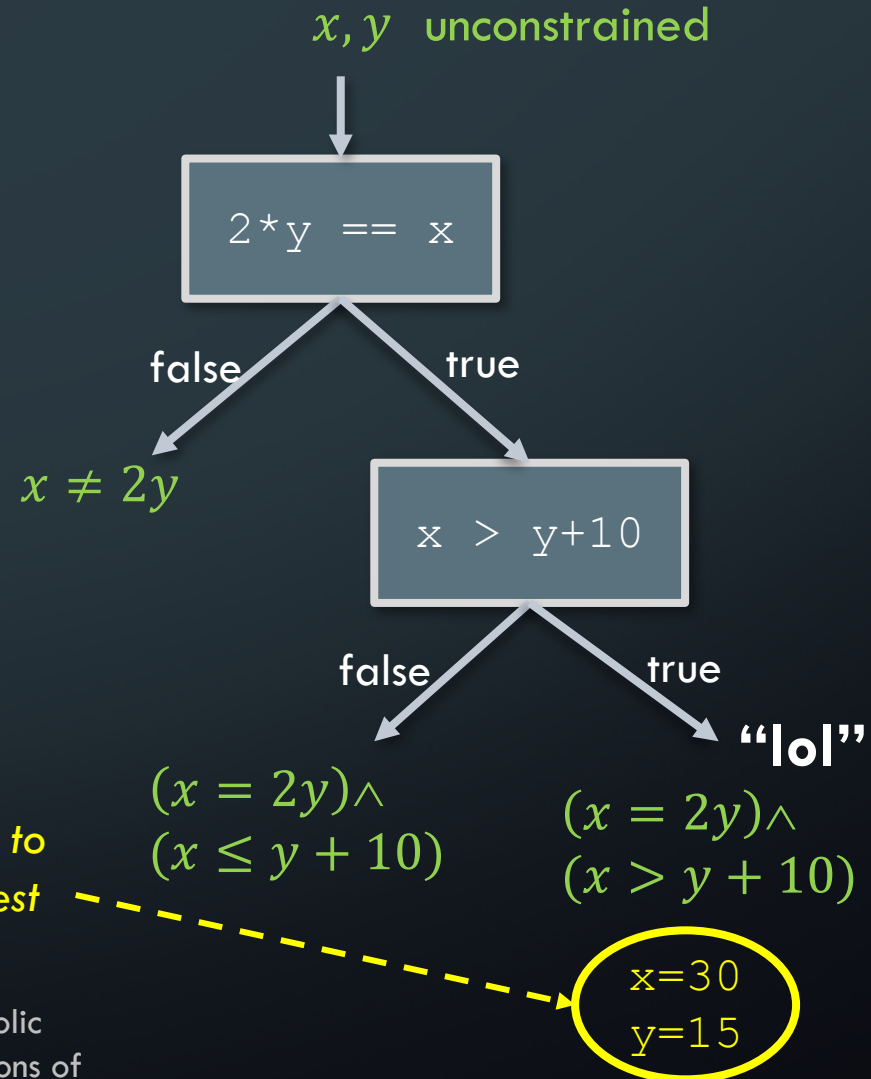 x, y unconstrained
2*y == x
false
true
x ≠ 2y
x > y+10
false
true
“lol”
(x = 2y)∧
(x ≤ y + 10)
(x = 2y)∧
(x > y + 10)
to
est
x=30
y=15
olic
ons of